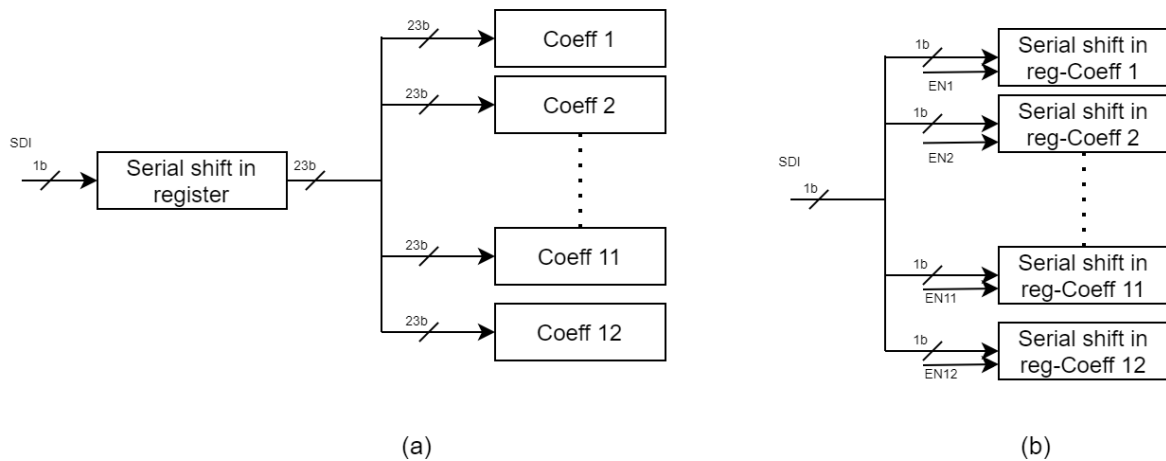 23b
Coeff 1
23b
Coeff 2
SDI
1b
Serial shift in
register
23b
23b
Coeff 11
23b
Coeff 12
(a)
1b
EN1
Serial shift in
reg-Coeff 1
1b
EN2
Serial shift in
reg-Coeff 2
SDI
1b
1b
EN11
Serial shift in
reg-Coeff 11
1b
EN12
Serial shift in
reg-Coeff 12
(b)